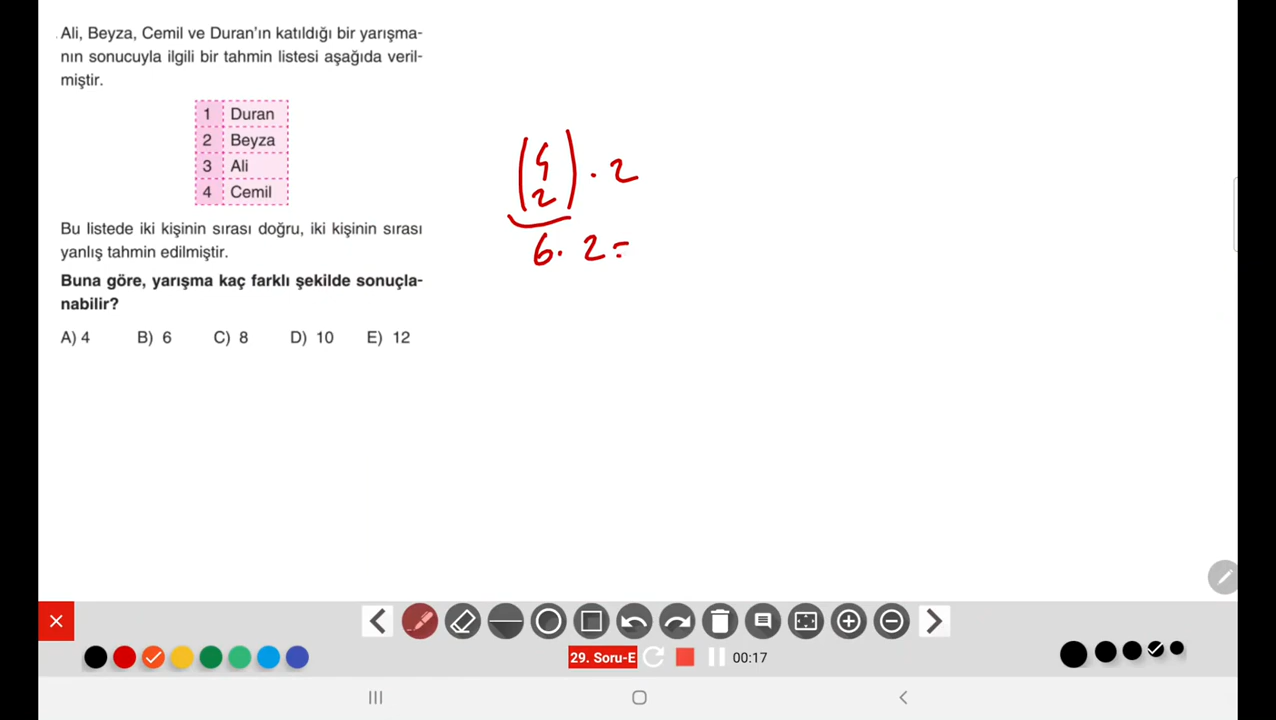 Ali, Beyza, Cemil ve Duran'ın katıldığı bir yarışma-
nın sonucuyla ilgili bir tahmin listesi aşağıda veril-
miştir.
1 Duran
2 Beyza
3 Ali
4 Cemil
Bu listede iki kişinin sırası doğru, iki kişinin sırası
yanlış tahmin edilmiştir.
Buna göre, yarışma kaç farklı şekilde sonuçla-
nabilir?
A) 4 B) 6 C) 8 D) 10 E) 12
(4
2) · 2
6 · 2 =
29. Soru-E 00:17